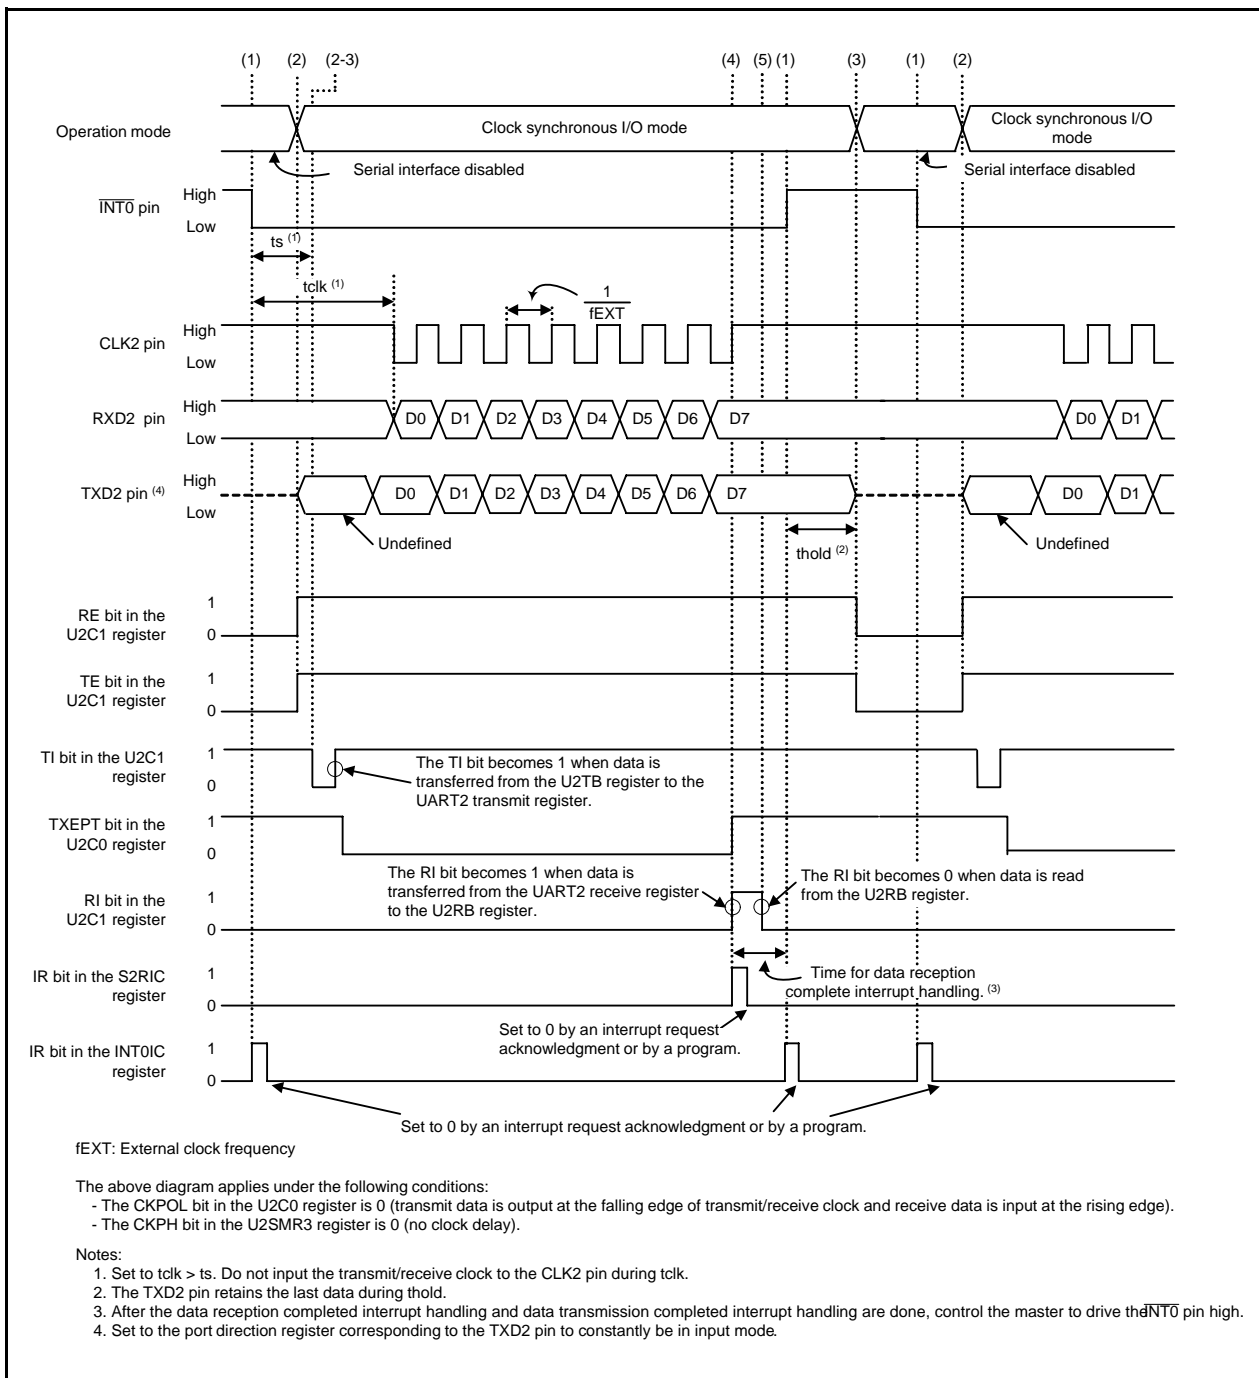 (1) (2) (2-3) (4) (5) (1) (3) (1) (2)
Operation mode
Clock synchronous I/O mode
Clock synchronous I/O
mode
Serial interface disabled
Serial interface disabled
INT0 pin
High
Low
ts (1)
tclk (1)
1
fEXT
CLK2 pin
High
Low
RXD2 pin
High
Low
D0 D1 D2 D3 D4 D5 D6 D7 D0 D1
TXD2 pin (4)
High
Low
D0 D1 D2 D3 D4 D5 D6 D7 D0 D1
Undefined
thold (2)
Undefined
RE bit in the
U2C1 register
1
0
TE bit in the
U2C1 register
1
0
TI bit in the U2C1
register
1
0
The TI bit becomes 1 when data is
transferred from the U2TB register to the
UART2 transmit register.
TXEPT bit in the
U2C0 register
1
0
The RI bit becomes 1 when data is
transferred from the UART2 receive register
to the U2RB register.
The RI bit becomes 0 when data is read
from the U2RB register.
RI bit in the
U2C1 register
1
0
IR bit in the S2RIC
register
1
0
Time for data reception
complete interrupt handling. (3)
Set to 0 by an interrupt request
acknowledgment or by a program.
IR bit in the INT0IC
register
1
0
Set to 0 by an interrupt request acknowledgment or by a program.
fEXT: External clock frequency
The above diagram applies under the following conditions:
- The CKPOL bit in the U2C0 register is 0 (transmit data is output at the falling edge of transmit/receive clock and receive data is input at the rising edge).
- The CKPH bit in the U2SMR3 register is 0 (no clock delay).
Notes:
1. Set to tclk > ts. Do not input the transmit/receive clock to the CLK2 pin during tclk.
2. The TXD2 pin retains the last data during thold.
3. After the data reception completed interrupt handling and data transmission completed interrupt handling are done, control the master to drive the INT0 pin high.
4. Set to the port direction register corresponding to the TXD2 pin to constantly be in input mode.